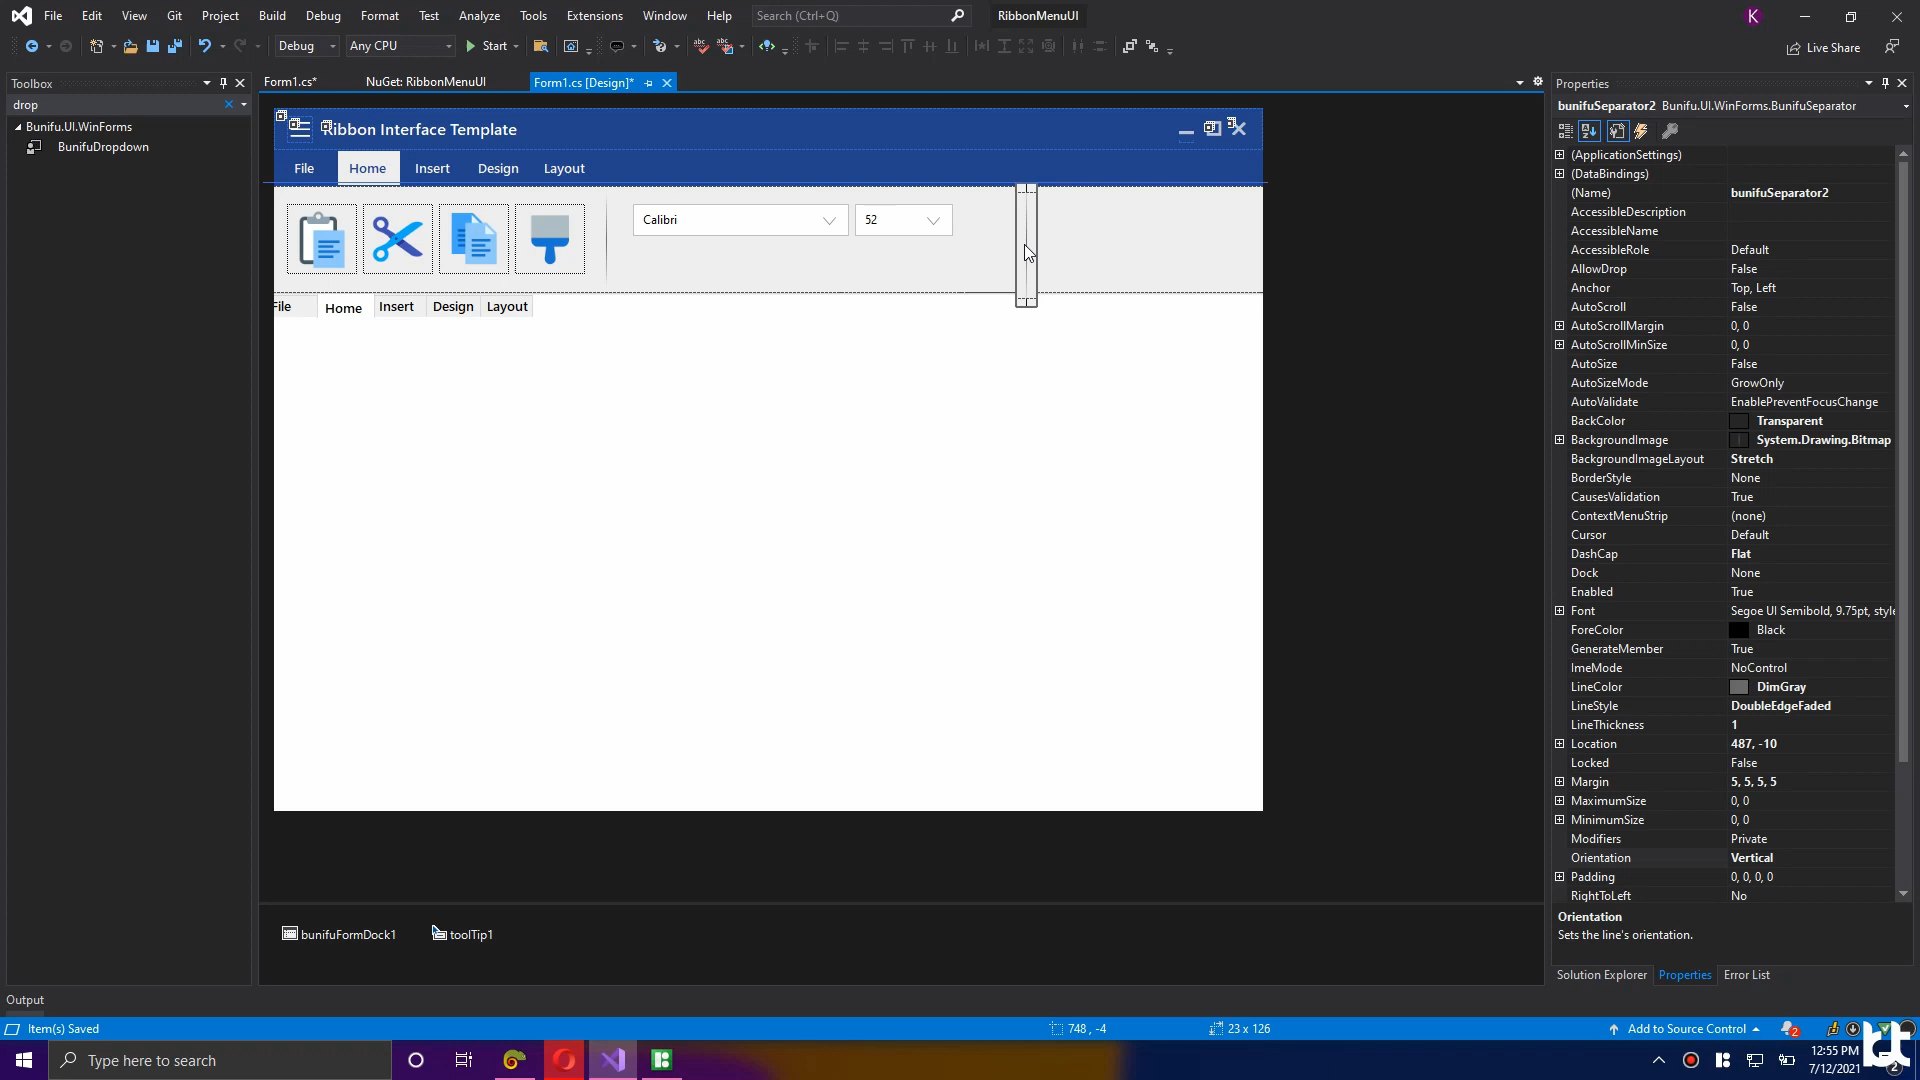 File Edit View Git Project Build Debug Format Test Analyze Tools Extensions Window Help Search (Ctrl+Q) RibbonMenuUI K
Debug Any CPU Start Live Share
Toolbox
Form1.cs* NuGet: RibbonMenuUI Form1.cs [Design]*
Properties
drop
bunifuSeparator2 Bunifu.UI.WinForms.BunifuSeparator
Bunifu.UI.WinForms
BunifuDropdown
Ribbon Interface Template
File Home Insert Design Layout
Calibri 52
File Home Insert Design Layout
(ApplicationSettings)
(DataBindings)
(Name) bunifuSeparator2
AccessibleDescription
AccessibleName
AccessibleRole Default
AllowDrop False
Anchor Top, Left
AutoScroll False
AutoScrollMargin 0, 0
AutoScrollMinSize 0, 0
AutoSize False
AutoSizeMode GrowOnly
AutoValidate EnablePreventFocusChange
BackColor Transparent
BackgroundImage System.Drawing.Bitmap
BackgroundImageLayout Stretch
BorderStyle None
CausesValidation True
ContextMenuStrip (none)
Cursor Default
DashCap Flat
Dock None
Enabled True
Font Segoe UI Semibold, 9.75pt, style
ForeColor Black
GenerateMember True
ImeMode NoControl
LineColor DimGray
LineStyle DoubleEdgeFaded
LineThickness 1
Location 487, -10
Locked False
Margin 5, 5, 5, 5
MaximumSize 0, 0
MinimumSize 0, 0
Modifiers Private
Orientation Vertical
Padding 0, 0, 0, 0
RightToLeft No
Orientation
Sets the line's orientation.
bunifuFormDock1 toolTip1
Solution Explorer Properties Error List
Output
Item(s) Saved 748 , -4 23 x 126 Add to Source Control 2
Type here to search
12:55 PM
7/12/2021
2